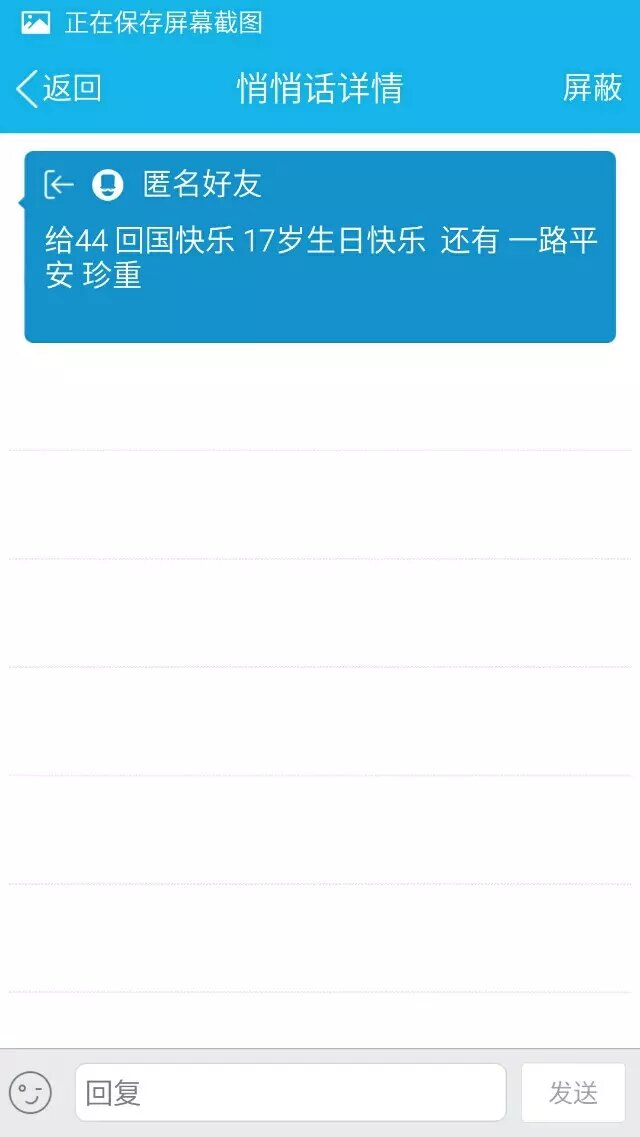 正在保存屏幕截图
返回 悄悄话详情 屏蔽
匿名好友
给44 回国快乐 17岁生日快乐 还有 一路平
安 珍重
回复 发送